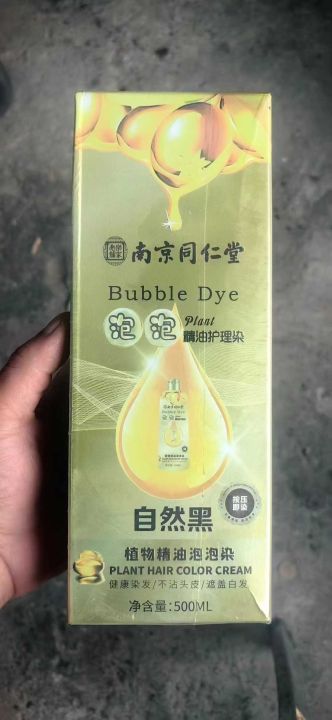 南京同仁堂
Bubble Dye
泡泡 Plant
精油护理染
Bubble Dye
按压
即染
自然黑
植物精油泡泡染
PLANT HAIR COLOR CREAM
健康染发/不沾头皮/遮盖白发
净含量:500ML